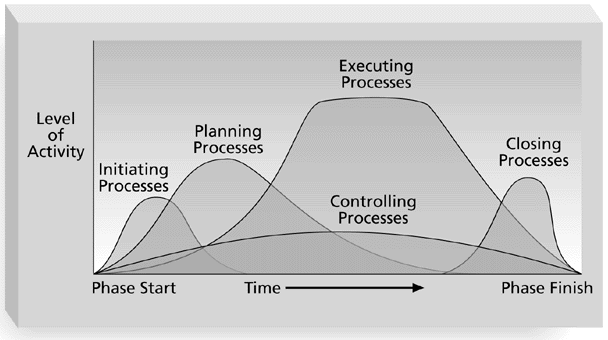 Executing
Processes
Level
of
Activity
Planning
Processes
Closing
Processes
Initiating
Processes
Controlling
Processes
Phase Start
Time
Phase Finish